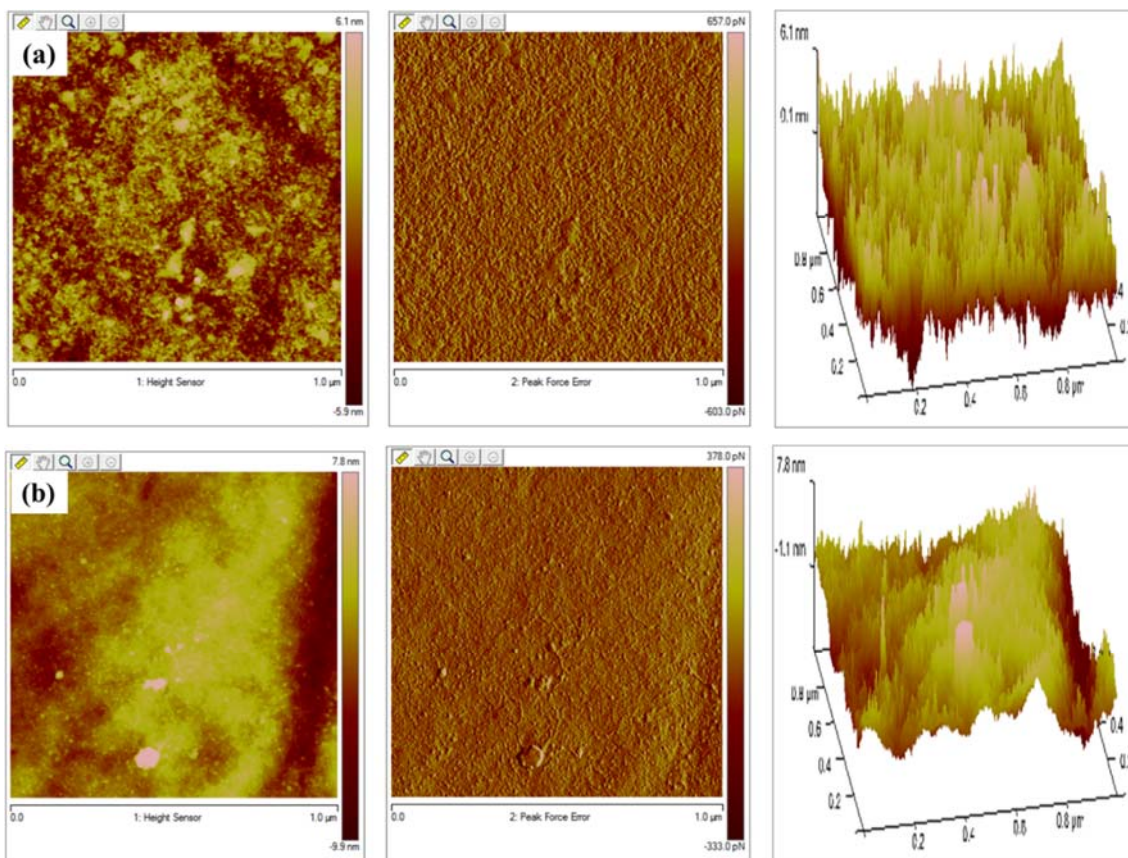 (a)
6.1 nm
-5.9 nm
0.0 1: Height Sensor 1.0 µm
657.0 pN
-603.0 pN
0.0 2: Peak Force Error 1.0 µm
6.1 nm
0.1 nm
0.8 µm
0.6
0.4
0.2
0.2
0.4
0.6
0.8 µm
(b)
7.8 nm
-9.9 nm
0.0 1: Height Sensor 1.0 µm
378.0 pN
-333.0 pN
0.0 2: Peak Force Error 1.0 µm
7.8 nm
-1.1 nm
0.8 µm
0.6
0.4
0.2
0.2
0.4
0.6
0.8 µm
0.4